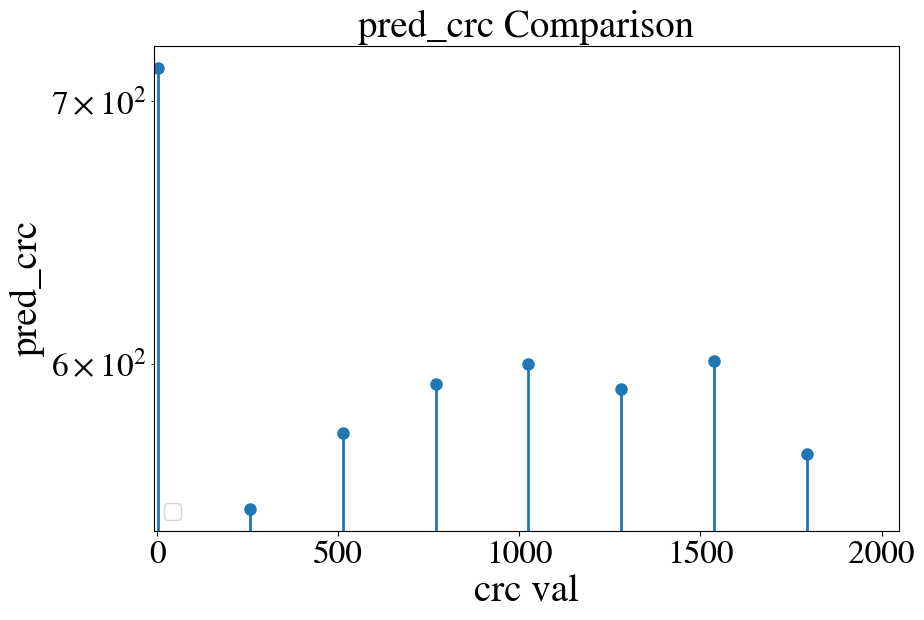 pred_crc Comparison
7 × 10²
pred_crc
6 × 10²
0 500 1000 1500 2000
crc val